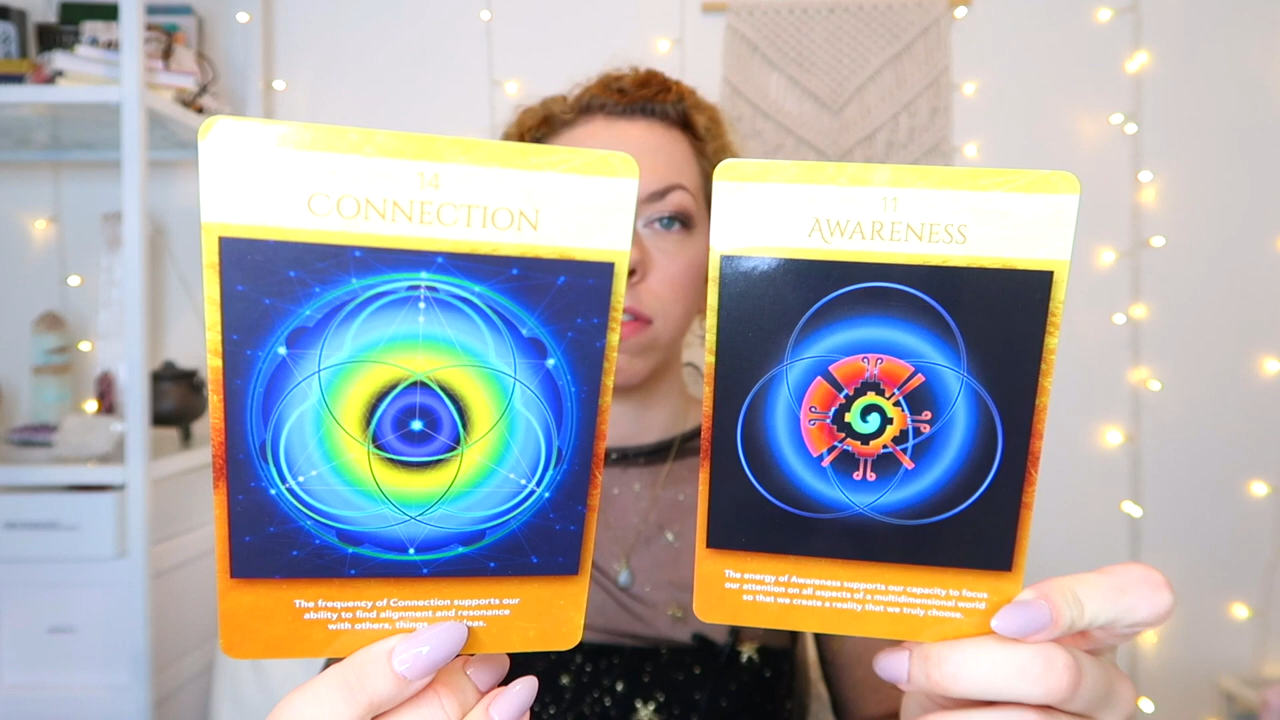 14
CONNECTION
The frequency of Connection supports our
ability to find alignment and resonance
with others, things, ideas.
11
AWARENESS
The energy of Awareness supports our capacity to focus
our attention on all aspects of a multidimensional world
so that we create a reality that we truly choose.